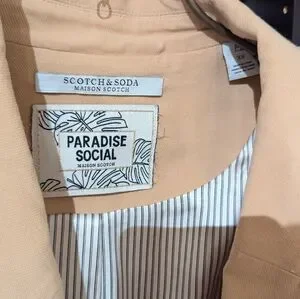 SCOTCH & SODA
MAISON SCOTCH
PARADISE
SOCIAL
MAISON SCOTCH